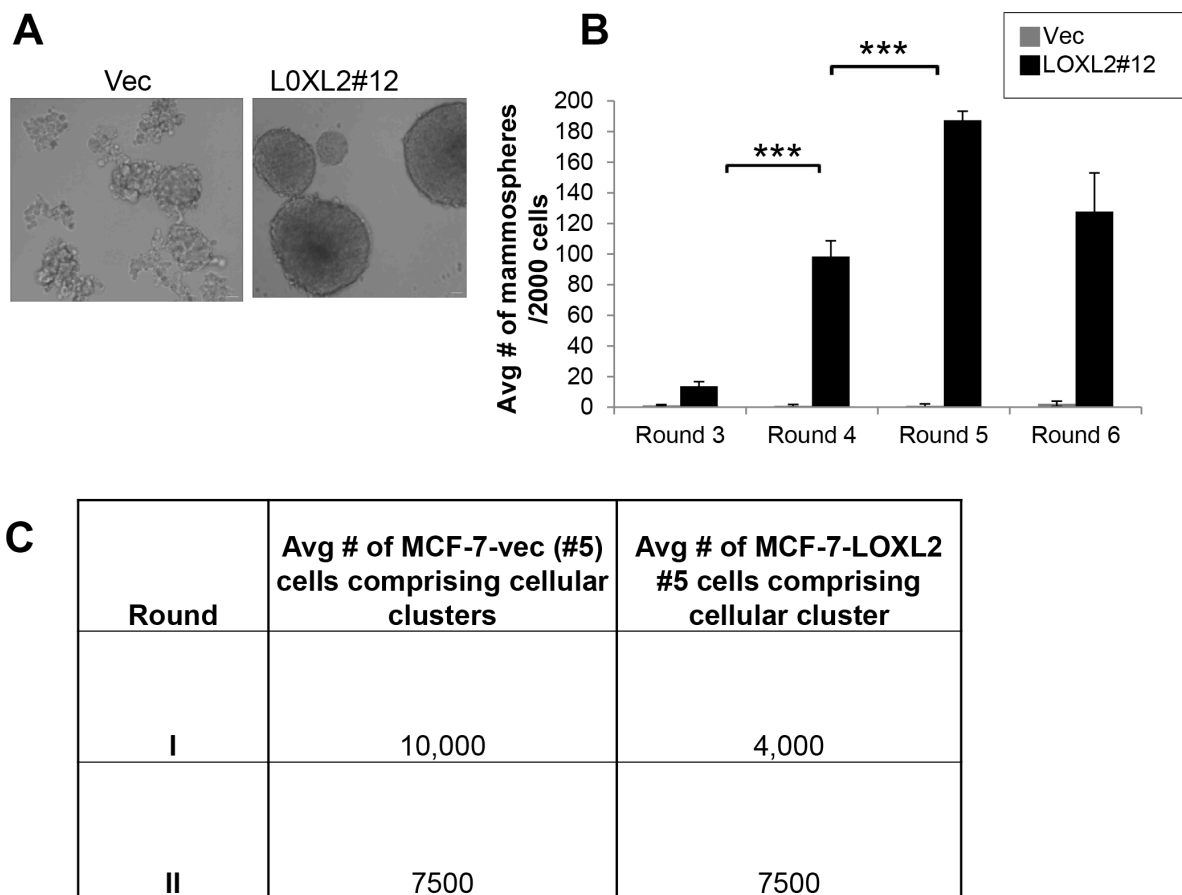 A
Vec
L0XL2#12
B
Vec
LOXL2#12
***
***
Avg # of mammospheres
/2000 cells
200
180
160
140
120
100
80
60
40
20
0
Round 3
Round 4
Round 5
Round 6
C
Round
Avg # of MCF-7-vec (#5)
cells comprising cellular
clusters
Avg # of MCF-7-LOXL2
#5 cells comprising
cellular cluster
I
10,000
4,000
II
7500
7500